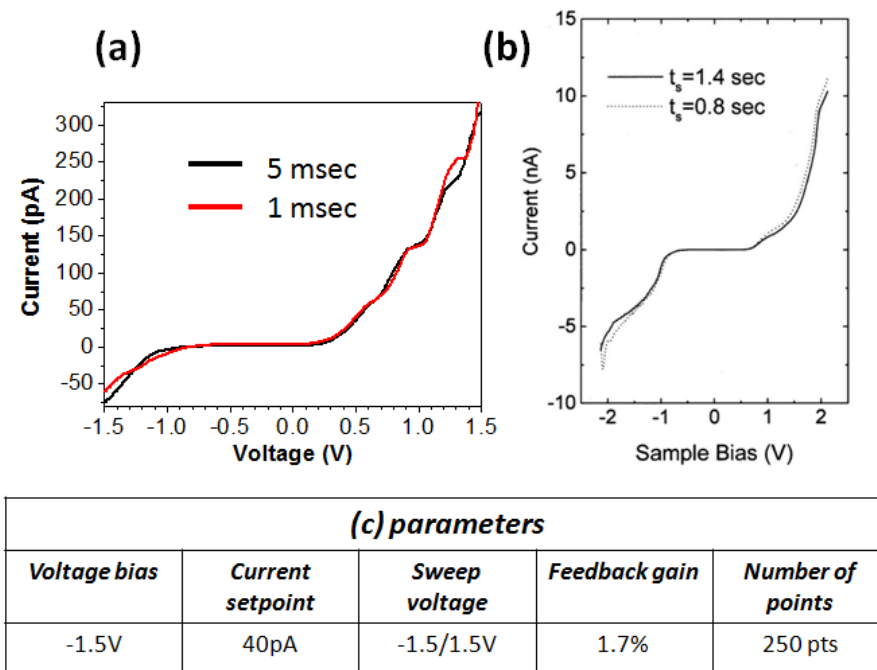 (a)
Current (pA)
300
250
200
150
100
50
0
-50
5 msec
1 msec
-1.5 -1.0 -0.5 0.0 0.5 1.0 1.5
Voltage (V)
(b)
Current (nA)
15
10
5
0
-5
-10
tₛ=1.4 sec
tₛ=0.8 sec
-2 -1 0 1 2
Sample Bias (V)
(c) parameters
Voltage bias Current setpoint Sweep voltage Feedback gain Number of points
-1.5V 40pA -1.5/1.5V 1.7% 250 pts